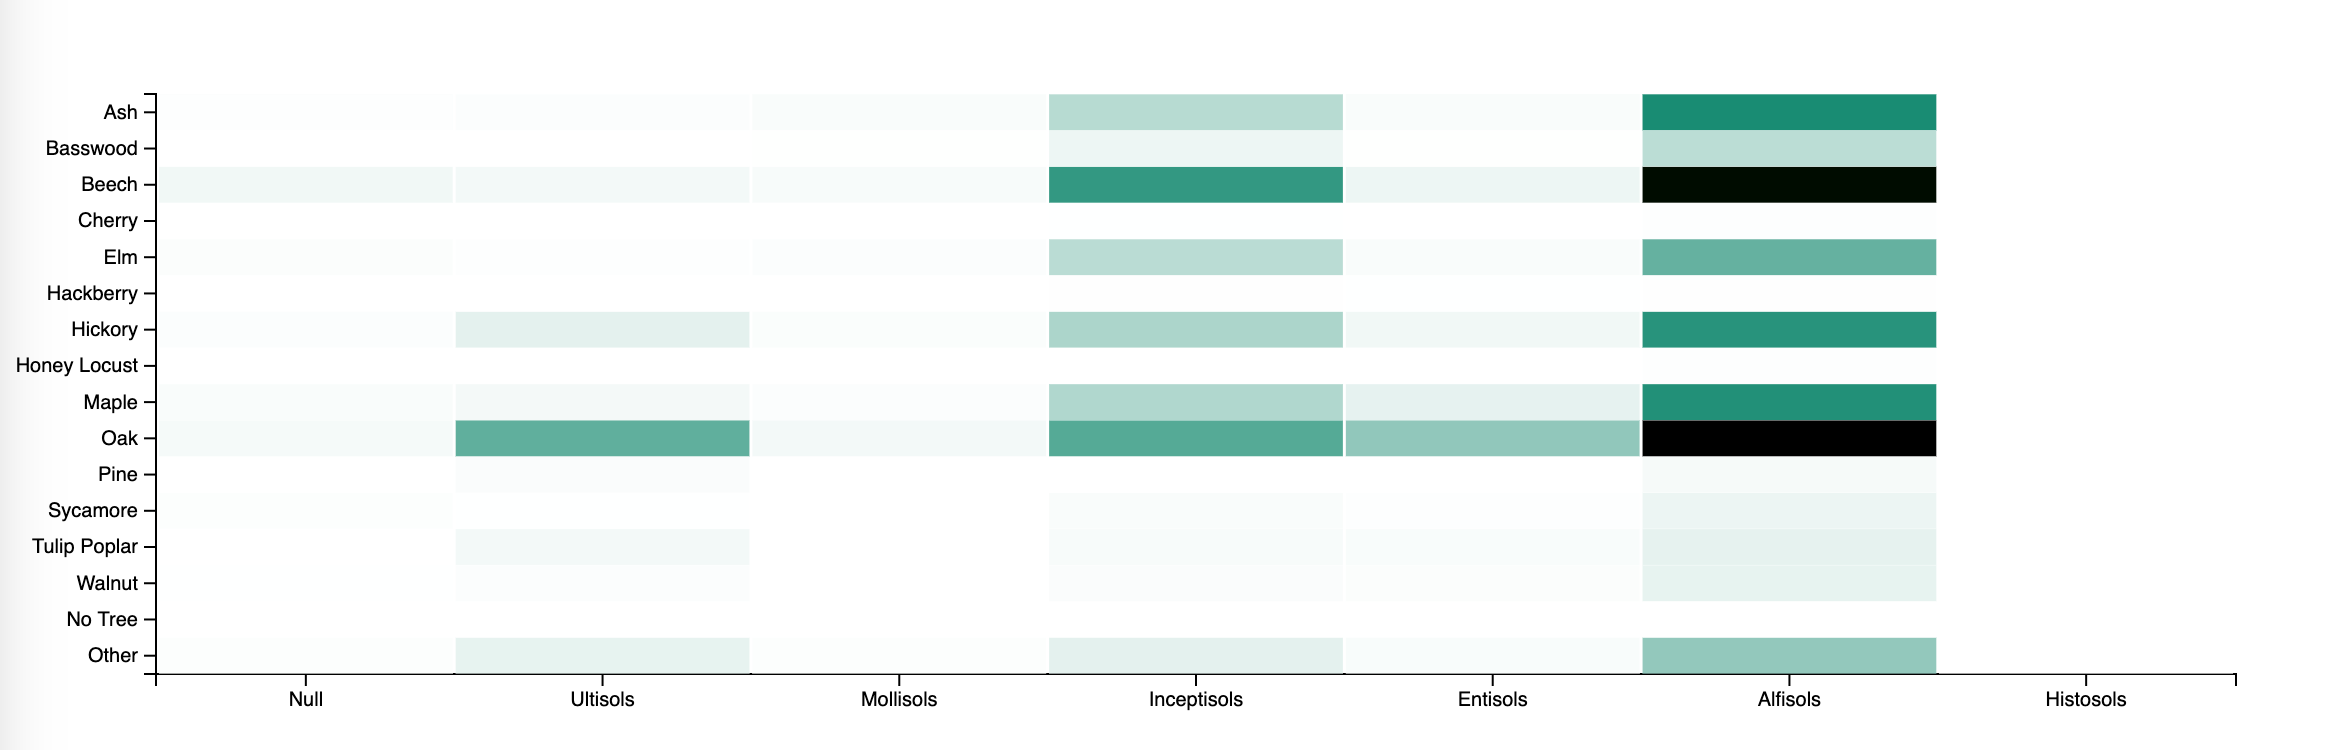 Ash
Basswood
Beech
Cherry
Elm
Hackberry
Hickory
Honey Locust
Maple
Oak
Pine
Sycamore
Tulip Poplar
Walnut
No Tree
Other
Null Ultisols Mollisols Inceptisols Entisols Alfisols Histosols